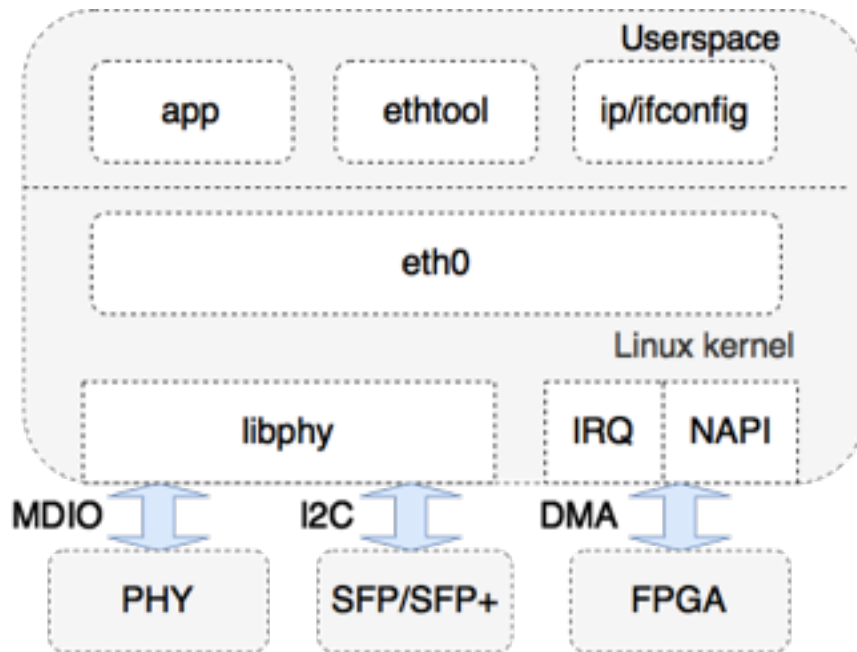 Userspace
app ethtool ip/ifconfig
eth0
Linux kernel
libphy IRQ NAPI
MDIO I2C DMA
PHY SFP/SFP+ FPGA